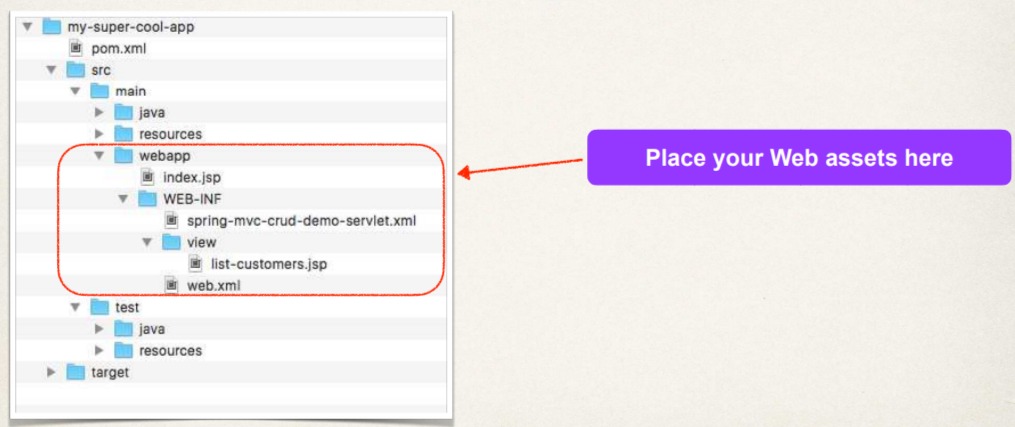 my-super-cool-app
pom.xml
src
main
java
resources
webapp
index.jsp
WEB-INF
spring-mvc-crud-demo-servlet.xml
view
list-customers.jsp
web.xml
test
java
resources
target
Place your Web assets here